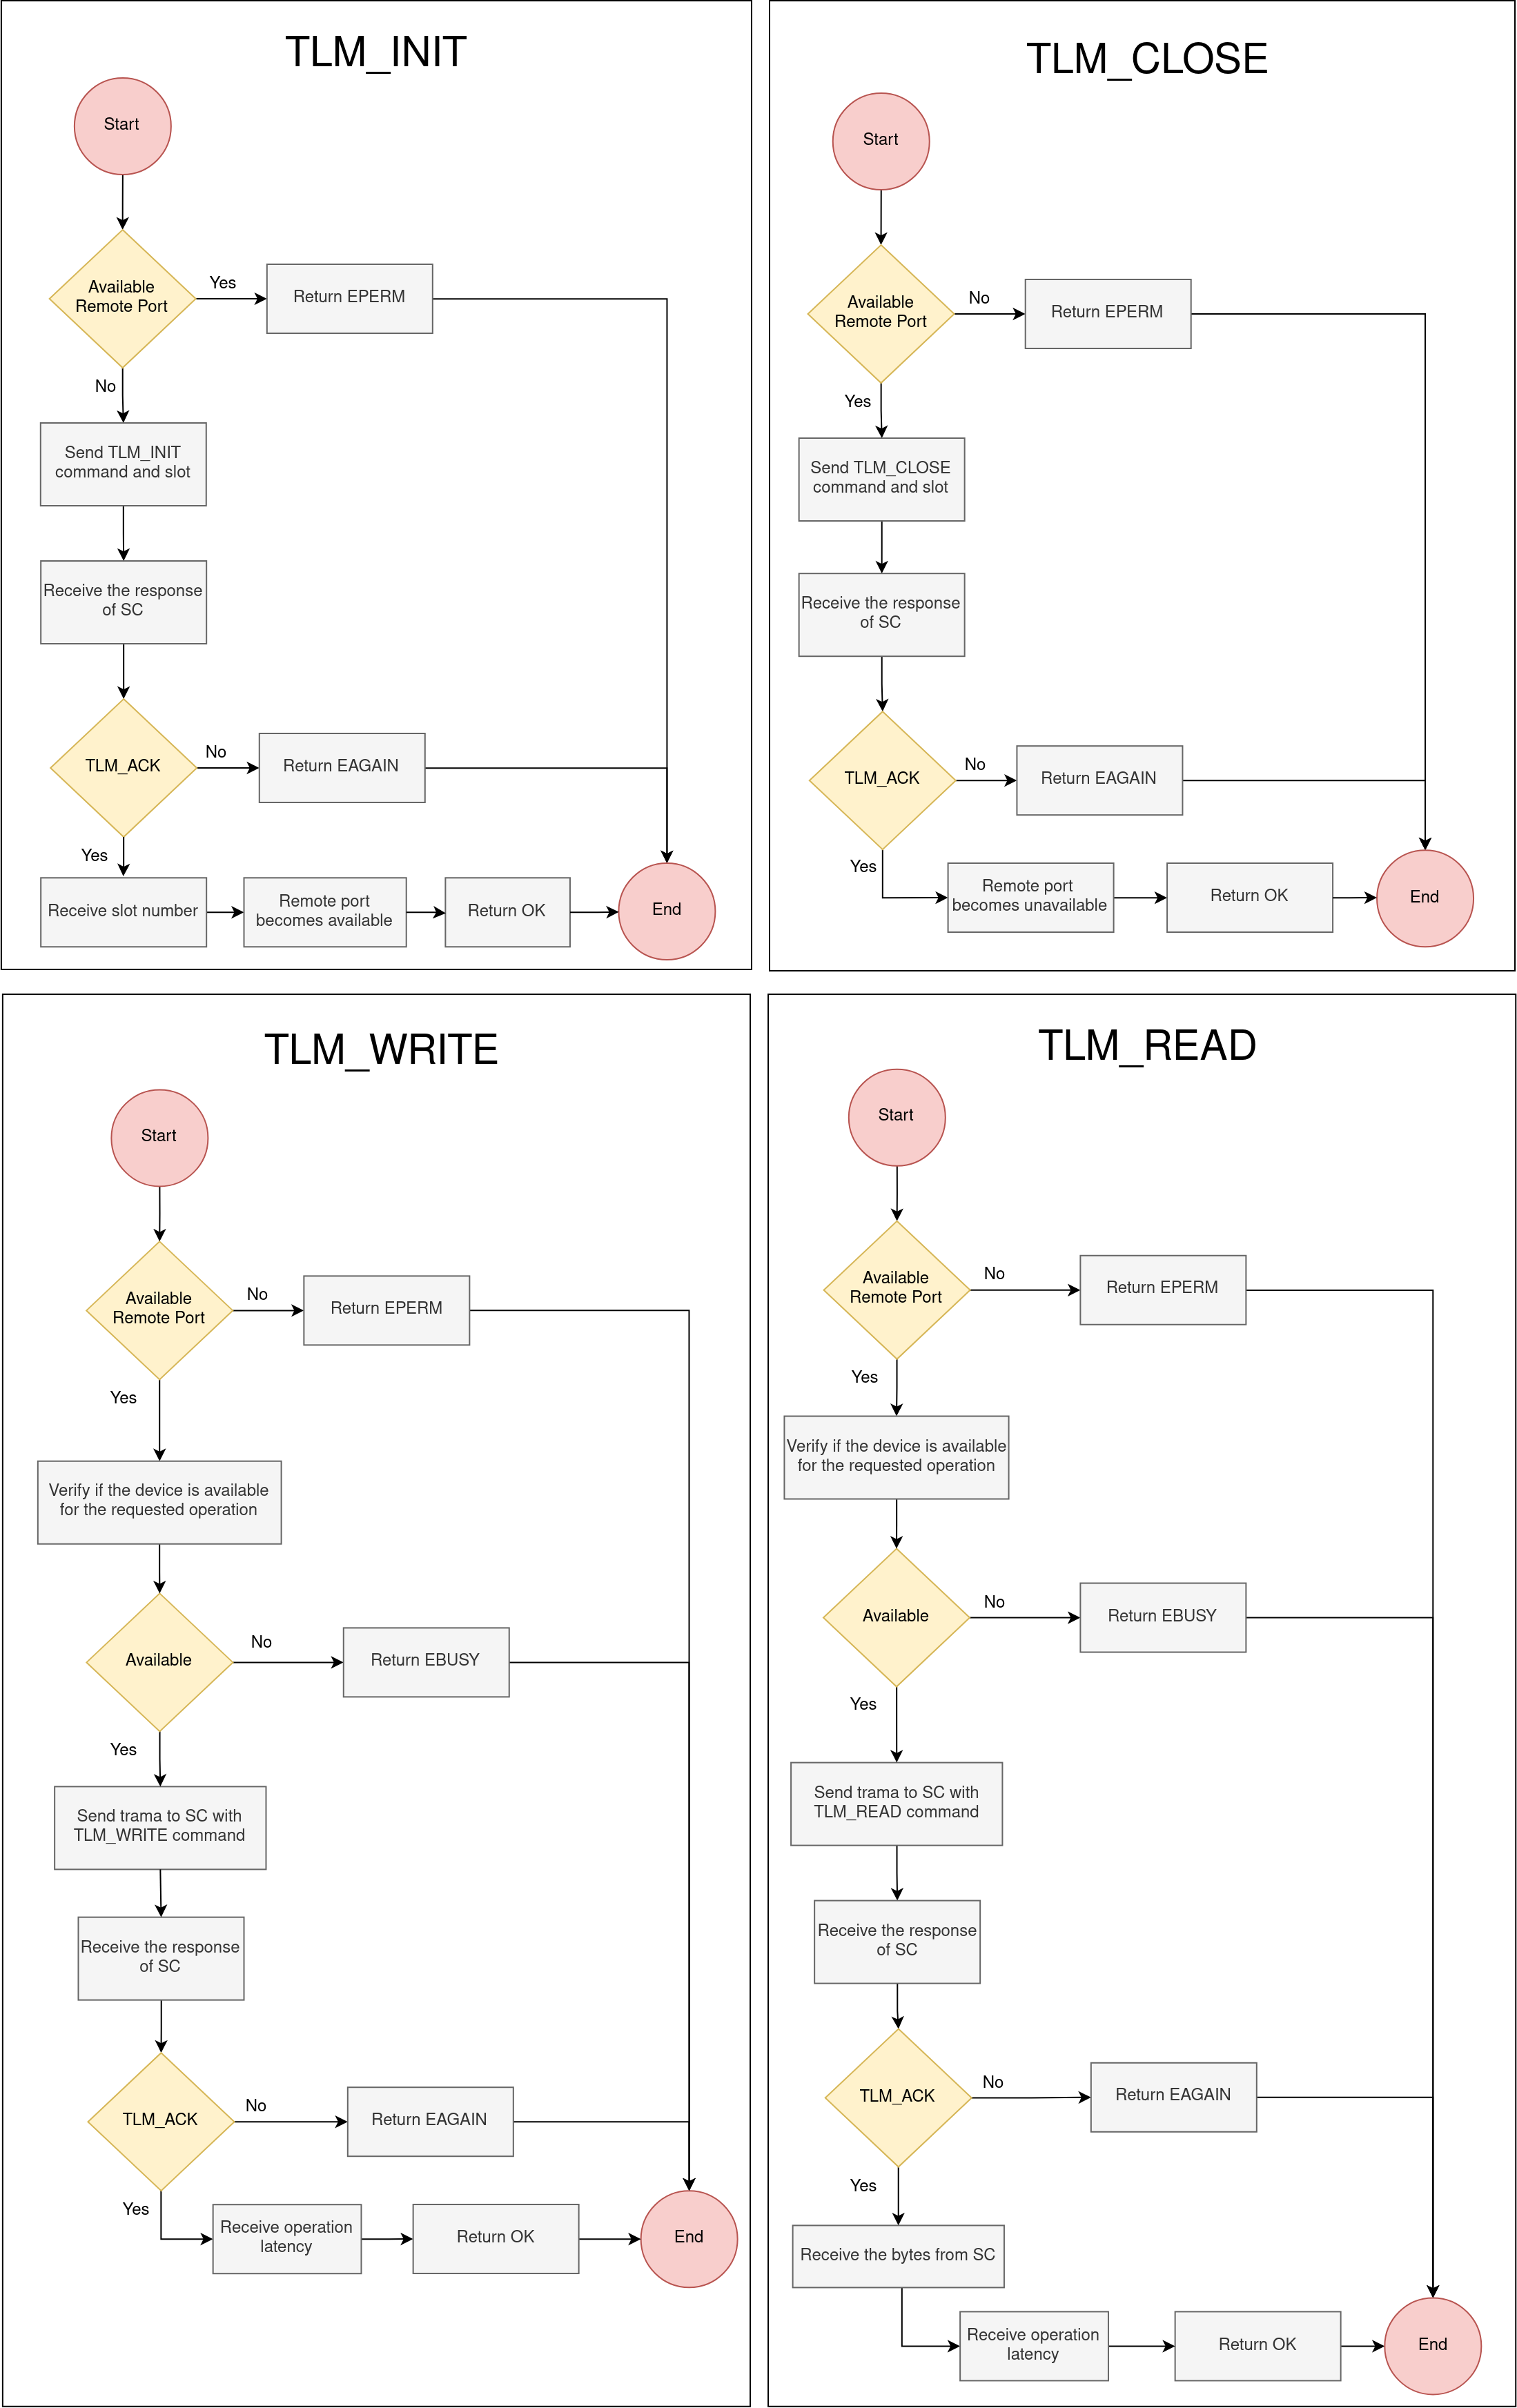 TLM_INIT
Start
Available
Remote Port
Yes
Return EPERM
No
Send TLM_INIT
command and slot
Receive the response
of SC
TLM_ACK
No
Return EAGAIN
Yes
Receive slot number
Remote port
becomes available
Return OK
End
TLM_CLOSE
Start
Available
Remote Port
No
Return EPERM
Yes
Send TLM_CLOSE
command and slot
Receive the response
of SC
TLM_ACK
No
Return EAGAIN
Yes
Remote port
becomes unavailable
Return OK
End
TLM_WRITE
Start
Available
Remote Port
No
Return EPERM
Yes
Verify if the device is available
for the requested operation
Available
No
Return EBUSY
Yes
Send trama to SC with
TLM_WRITE command
Receive the response
of SC
TLM_ACK
No
Return EAGAIN
Yes
Receive operation
latency
Return OK
End
TLM_READ
Start
Available
Remote Port
No
Return EPERM
Yes
Verify if the device is available
for the requested operation
Available
No
Return EBUSY
Yes
Send trama to SC with
TLM_READ command
Receive the response
of SC
TLM_ACK
No
Return EAGAIN
Yes
Receive the bytes from SC
Receive operation
latency
Return OK
End